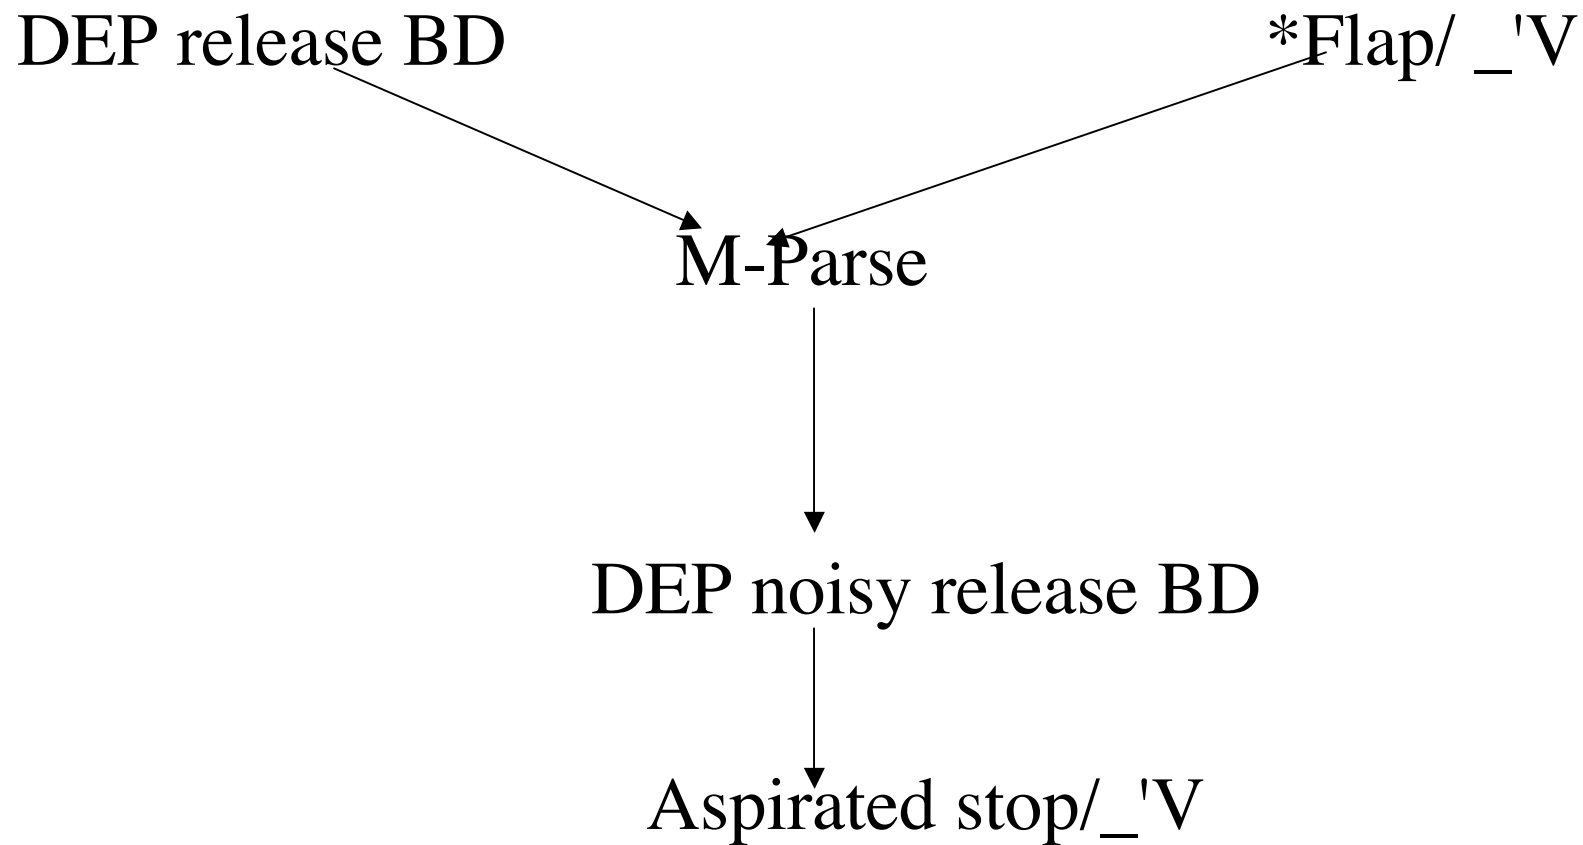 DEP release BD
*Flap/ _'V
M-Parse
DEP noisy release BD
Aspirated stop/_'V